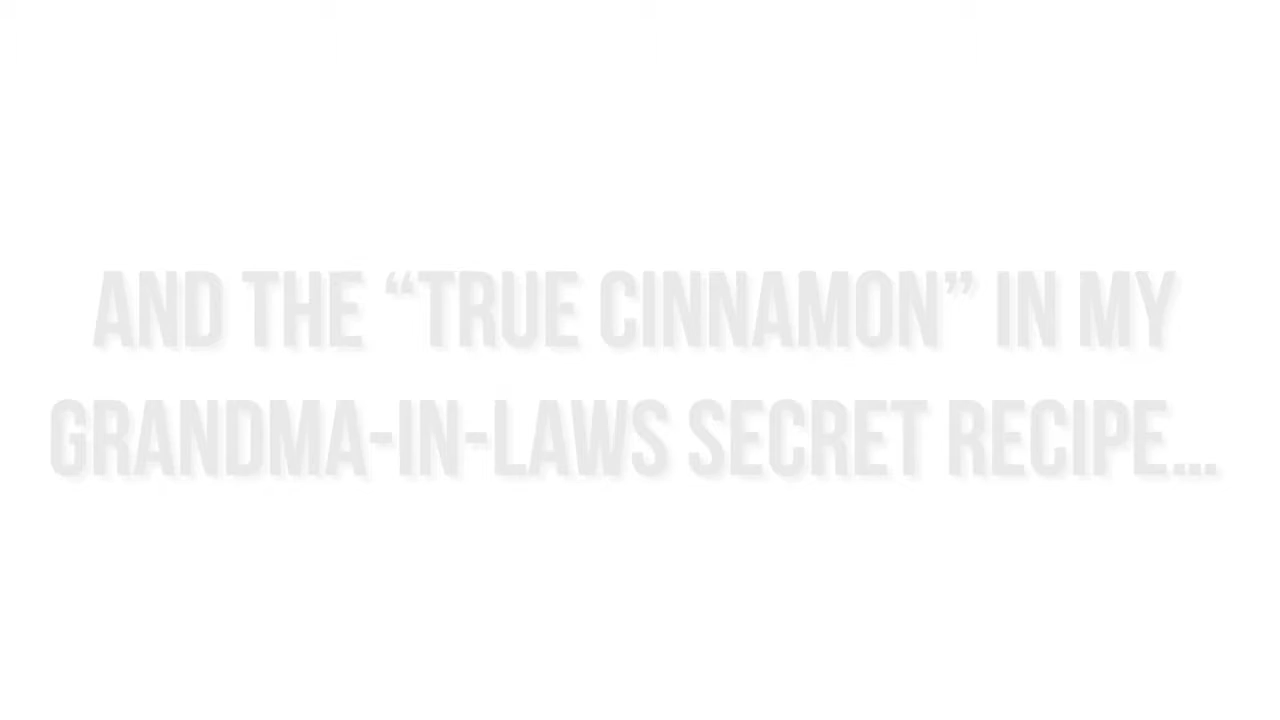 AND THE “TRUE CINNAMON” IN MY
GRANDMA-IN-LAWS SECRET RECIPE...